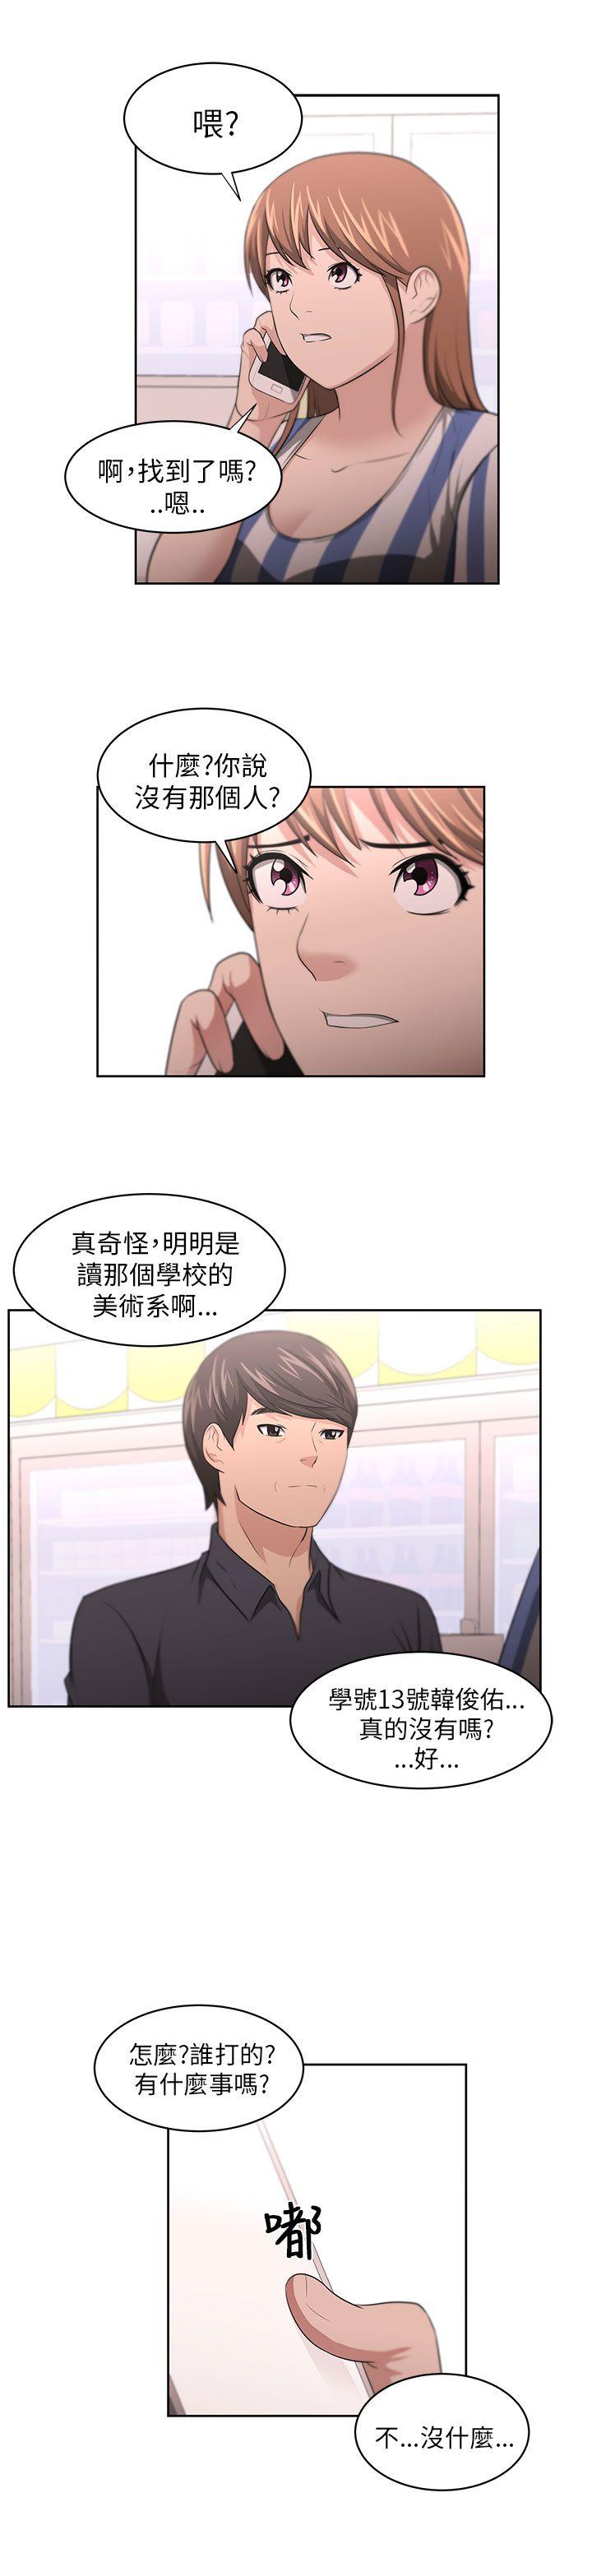 喂?
啊,找到了嗎?
..嗯..
什麼?你說
沒有那個人?
真奇怪,明明是
讀那個學校的
美術系啊...
學號13號韓俊佑...
真的沒有嗎?
...好...
怎麼?誰打的?
有什麼事嗎?
嘟
不...沒什麼...